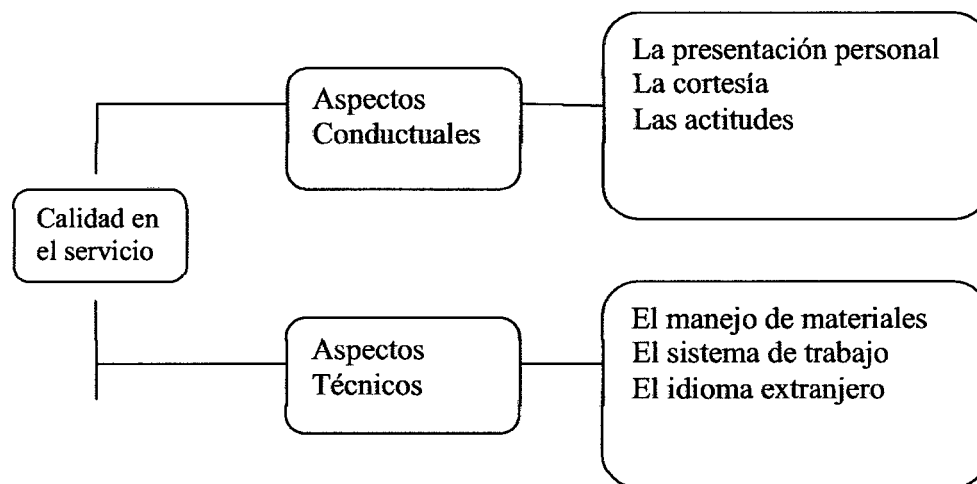 La presentación personal
La cortesía
Las actitudes
Aspectos
Conductuales
Calidad en
el servicio
Aspectos
Técnicos
El manejo de materiales
El sistema de trabajo
El idioma extranjero